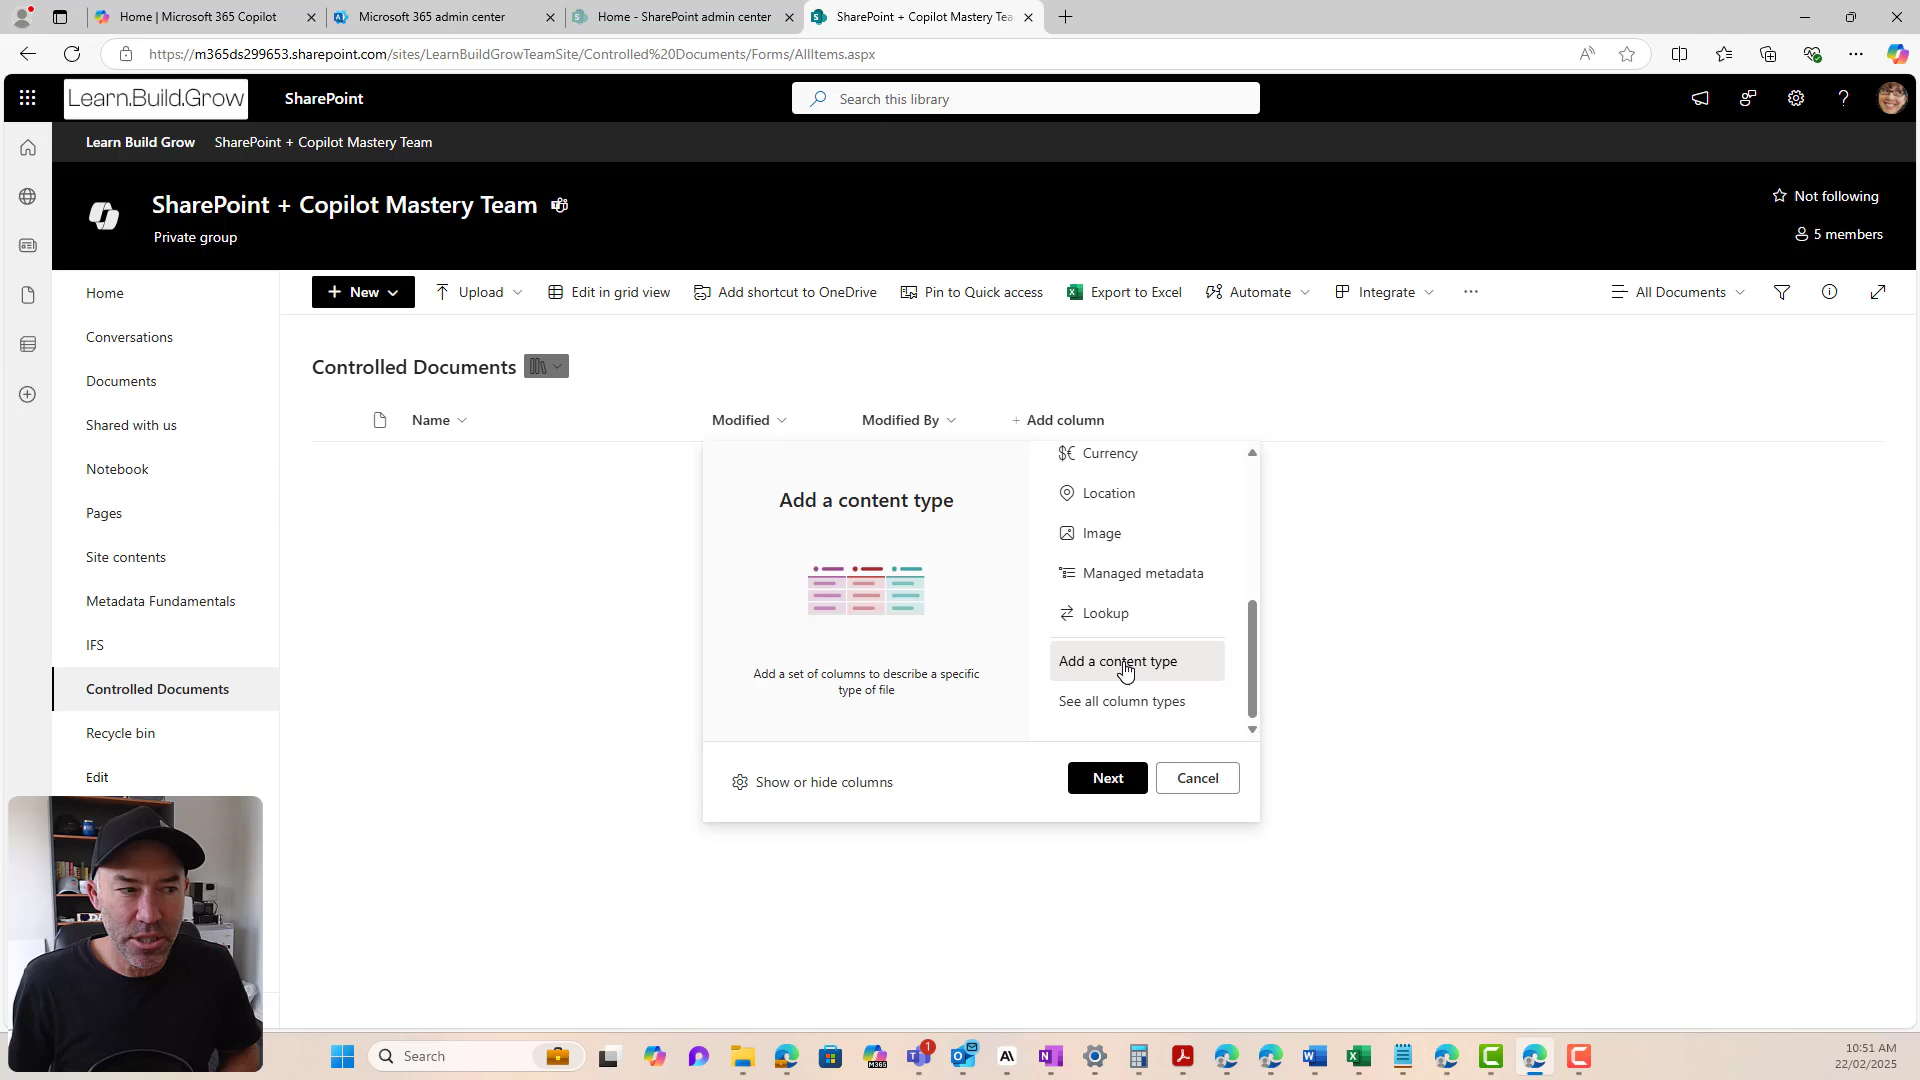 Home | Microsoft 365 Copilot
Microsoft 365 admin center
Home - SharePoint admin center
SharePoint + Copilot Mastery Tea
https://m365ds299653.sharepoint.com/sites/LearnBuildGrowTeamSite/Controlled%20Documents/Forms/AllItems.aspx
Learn.Build.Grow
SharePoint
Search this library
Learn Build Grow
SharePoint + Copilot Mastery Team
SharePoint + Copilot Mastery Team
Private group
Not following
5 members
Home
Conversations
Documents
Shared with us
Notebook
Pages
Site contents
Metadata Fundamentals
IFS
Controlled Documents
Recycle bin
Edit
New
Upload
Edit in grid view
Add shortcut to OneDrive
Pin to Quick access
Export to Excel
Automate
Integrate
All Documents
Controlled Documents
Name
Modified
Modified By
+ Add column
Add a content type
Add a set of columns to describe a specific
type of file
Currency
Location
Image
Managed metadata
Lookup
Add a content type
See all column types
Show or hide columns
Next
Cancel
Search
M365
1
10:51 AM
22/02/2025